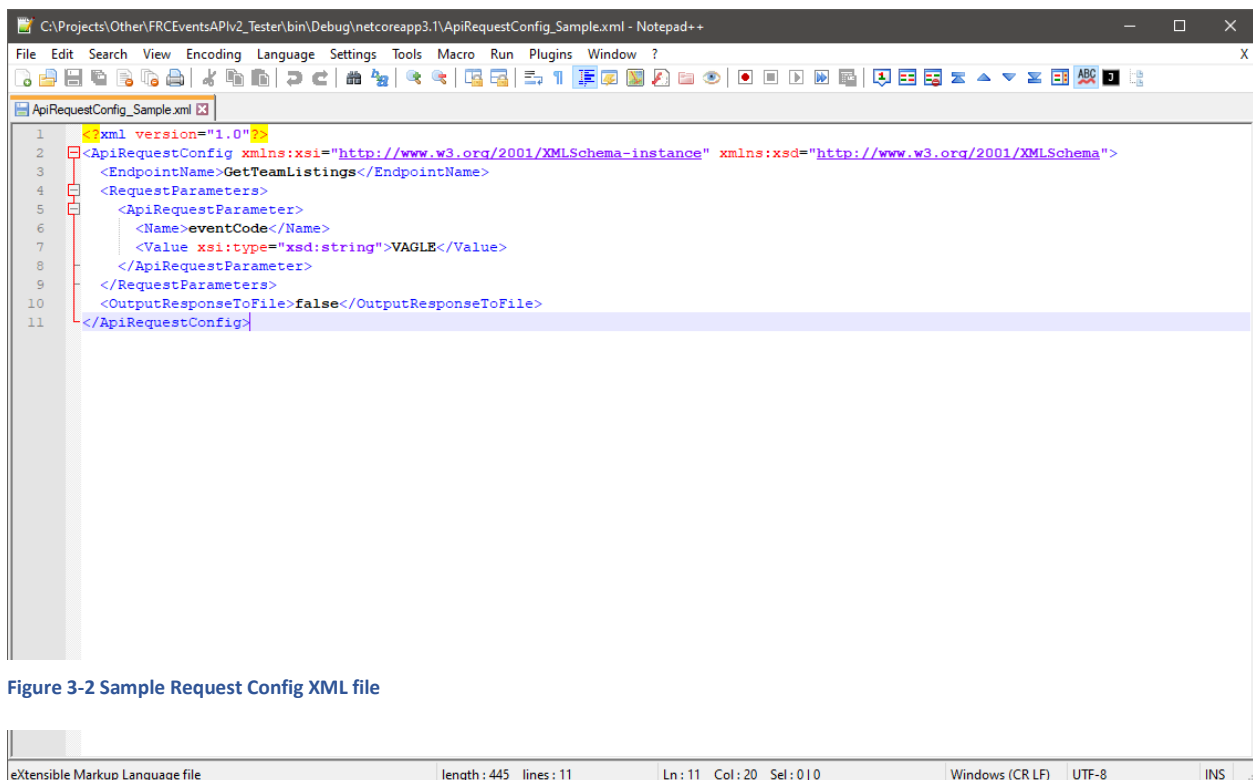 C:\Projects\Other\FRCEventsAPIv2_Tester\bin\Debug\netcoreapp3.1\ApiRequestConfig_Sample.xml - Notepad++
File Edit Search View Encoding Language Settings Tools Macro Run Plugins Window ? X
ApiRequestConfig_Sample.xml
1 <?xml version="1.0"?>
2 <ApiRequestConfig xmlns:xsi="http://www.w3.org/2001/XMLSchema-instance" xmlns:xsd="http://www.w3.org/2001/XMLSchema">
3 <EndpointName>GetTeamListings</EndpointName>
4 <RequestParameters>
5 <ApiRequestParameter>
6 <Name>eventCode</Name>
7 <Value xsi:type="xsd:string">VAGLE</Value>
8 </ApiRequestParameter>
9 </RequestParameters>
10 <OutputResponseToFile>false</OutputResponseToFile>
11 </ApiRequestConfig>
Figure 3-2 Sample Request Config XML file
eXtensible Markup Language file length : 445 lines : 11 Ln : 11 Col : 20 Sel : 0 | 0 Windows (CR LF) UTF-8 INS